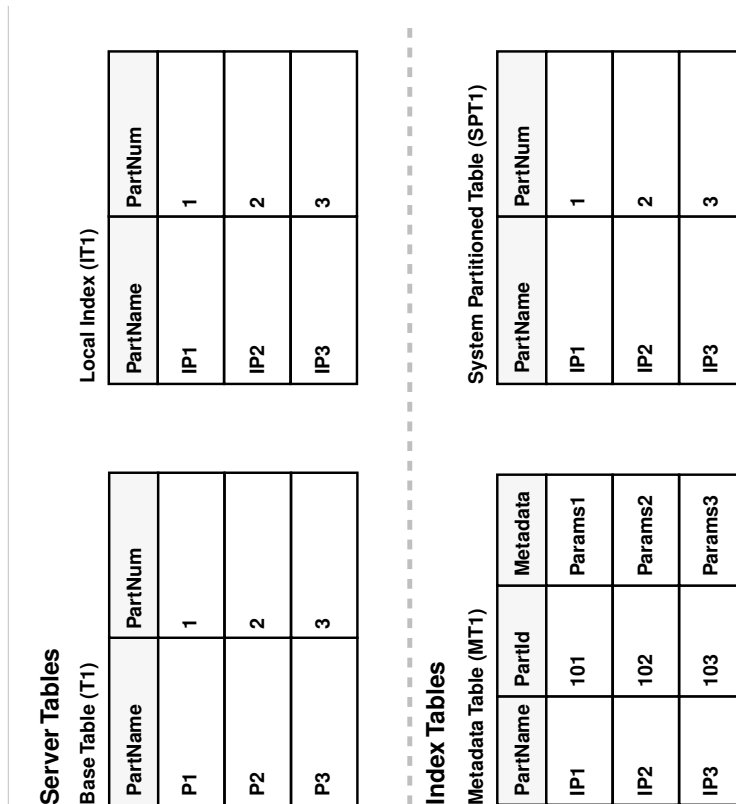 Server Tables
Base Table (T1)
PartName PartNum
P1 1
P2 2
P3 3
Local Index (IT1)
PartName PartNum
IP1 1
IP2 2
IP3 3
Index Tables
Metadata Table (MT1)
PartName PartId Metadata
IP1 101 Params1
IP2 102 Params2
IP3 103 Params3
System Partitioned Table (SPT1)
PartName PartNum
IP1 1
IP2 2
IP3 3